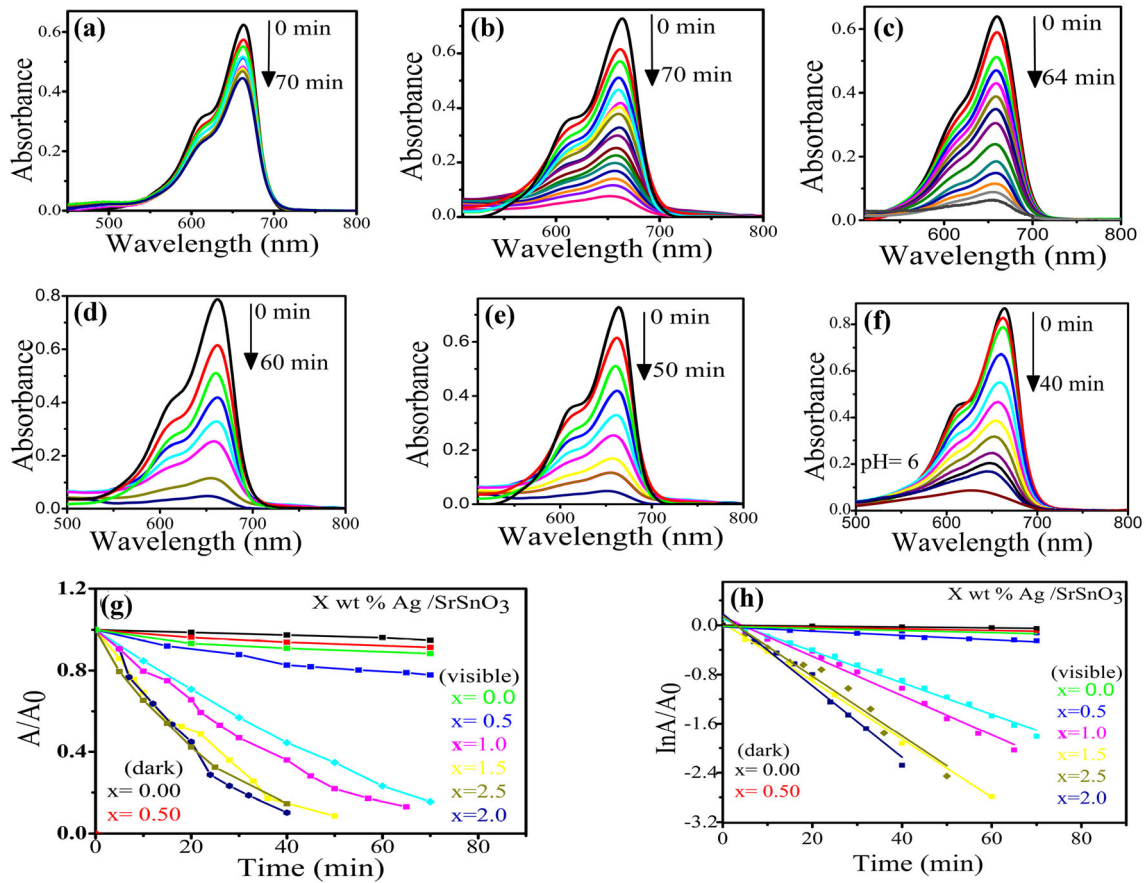 (a)
0 min
70 min
0.6
0.4
0.2
0.0
500 600 700 800
Absorbance
Wavelength (nm)
(b)
0 min
70 min
0.75
0.60
0.45
0.30
0.15
0.00
600 700 800
Absorbance
Wavelength (nm)
(c)
0 min
64 min
0.6
0.4
0.2
0.0
600 700 800
Absorbance
Wavelength (nm)
(d)
0 min
60 min
0.8
0.6
0.4
0.2
0.0
500 600 700 800
Absorbance
Wavelength (nm)
(e)
0 min
50 min
0.6
0.4
0.2
0.0
600 700 800
Absorbance
Wavelength (nm)
(f)
0 min
40 min
pH= 6
0.8
0.6
0.4
0.2
0.0
500 600 700 800
Absorbance
Wavelength (nm)
(g)
X wt % Ag /SrSnO3
(visible)
x= 0.0
x= 0.5
x= 1.0
x= 1.5
x= 2.5
x= 2.0
(dark)
x= 0.00
x= 0.50
1.2
0.8
0.4
0.0
0 20 40 60 80
A/A0
Time (min)
(h)
X wt % Ag /SrSnO3
(visible)
x= 0.0
x=0.5
x=1.0
x=1.5
x=2.5
x=2.0
(dark)
x= 0.00
x= 0.50
0.0
-0.8
-1.6
-2.4
-3.2
0 20 40 60 80
InA/A0
Time (min)